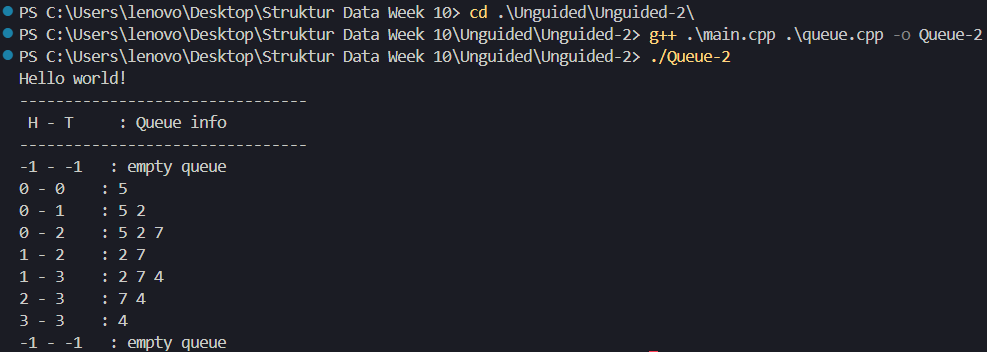 PS C:\Users\lenovo\Desktop\Struktur Data Week 10> cd .\Unguided\Unguided-2\
PS C:\Users\lenovo\Desktop\Struktur Data Week 10\Unguided\Unguided-2> g++ .\main.cpp .\queue.cpp -o Queue-2
PS C:\Users\lenovo\Desktop\Struktur Data Week 10\Unguided\Unguided-2> ./Queue-2
Hello world!
-------------------------------
 H - T     : Queue info
-------------------------------
-1 - -1   : empty queue
0 - 0    : 5
0 - 1    : 5 2
0 - 2    : 5 2 7
1 - 2    : 2 7
1 - 3    : 2 7 4
2 - 3    : 7 4
3 - 3    : 4
-1 - -1   : empty queue